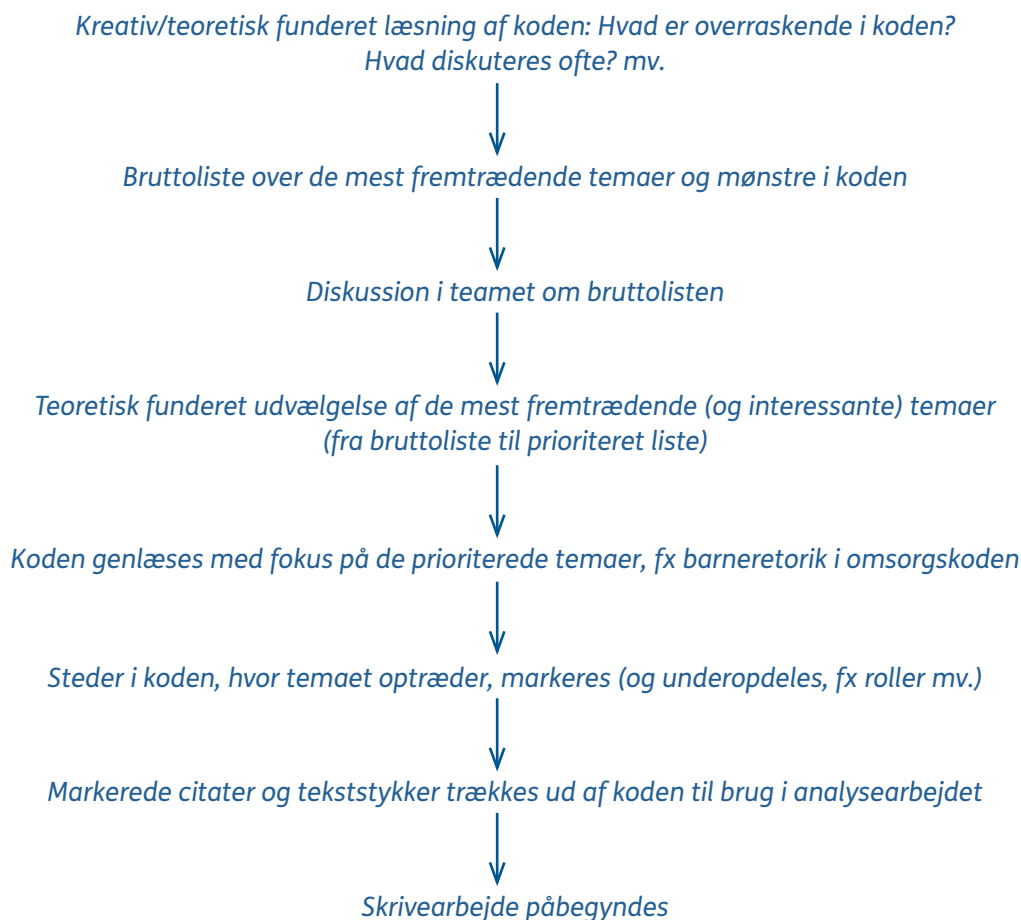 Kreativ/teoretisk funderet læsning af koden: Hvad er overraskende i koden?
Hvad diskuteres ofte? mv.
Bruttoliste over de mest fremtrædende temaer og mønstre i koden
Diskussion i teamet om bruttolisten
Teoretisk funderet udvælgelse af de mest fremtrædende (og interessante) temaer
(fra bruttoliste til prioriteret liste)
Koden genlæses med fokus på de prioriterede temaer, fx barneretorik i omsorgskoden
Steder i koden, hvor temaet optræder, markeres (og underopdeles, fx roller mv.)
Markerede citater og tekststykker trækkes ud af koden til brug i analysearbejdet
Skrivearbejde påbegyndes